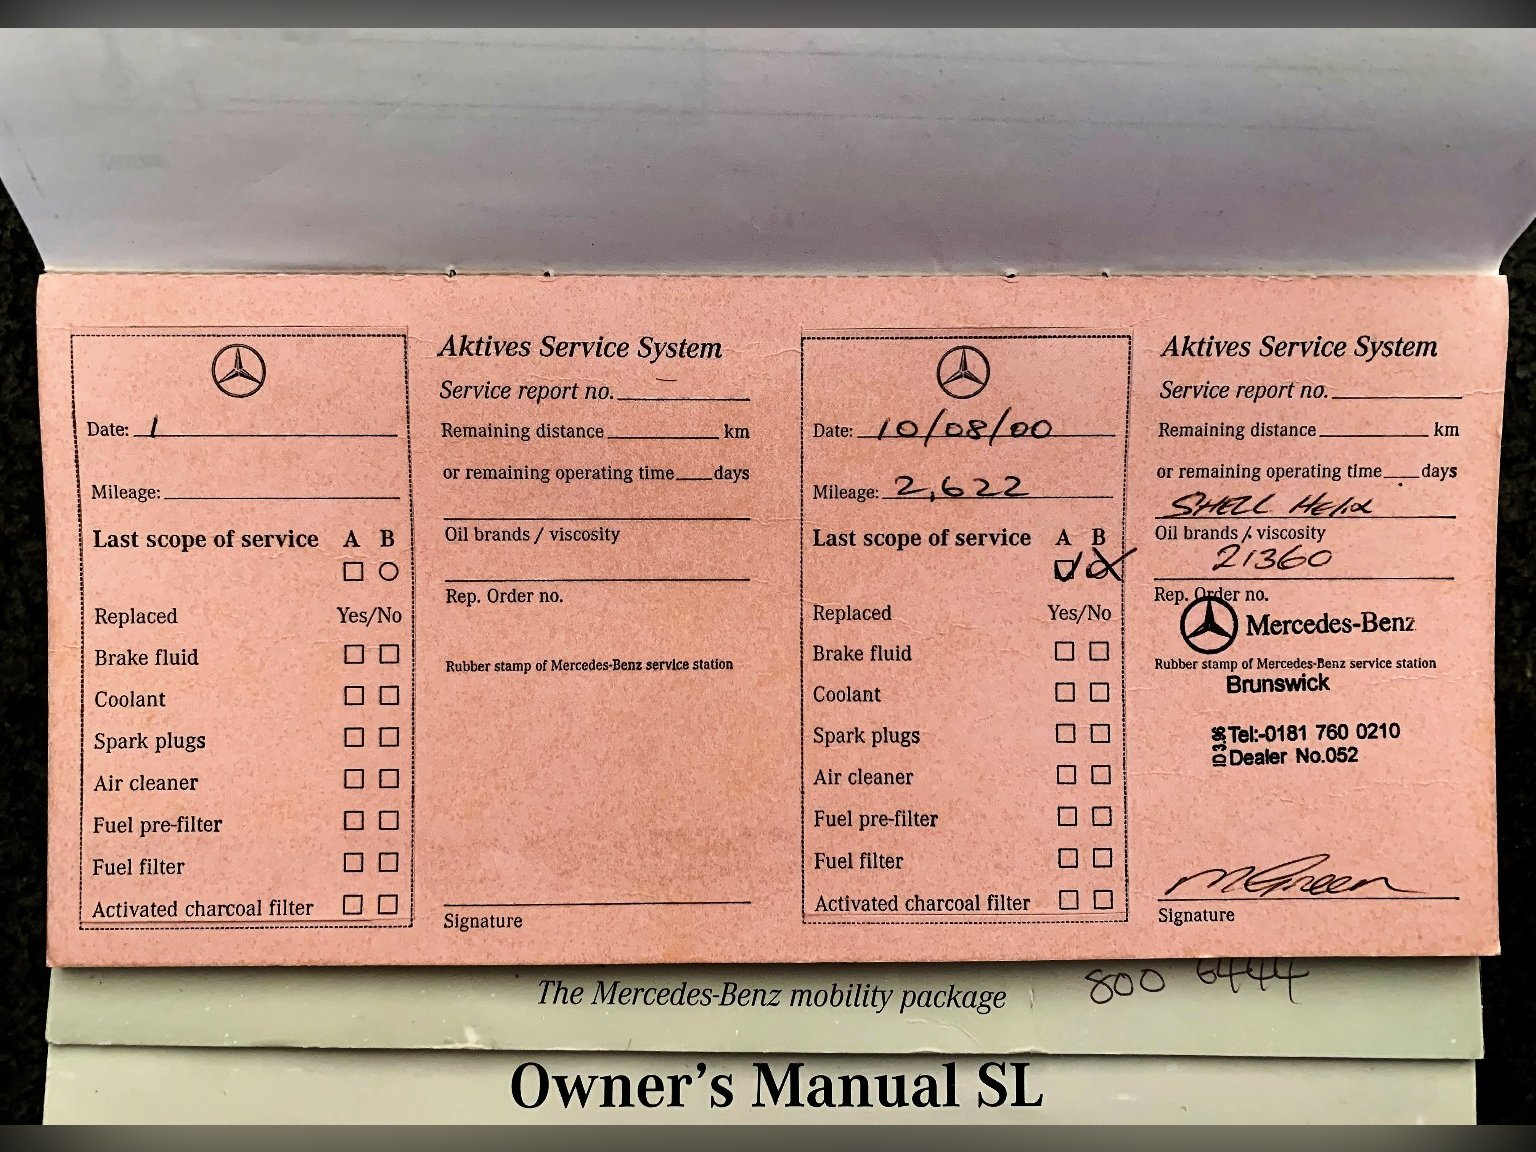 Aktives Service System
Service report no.
Date: 1
Remaining distance km
or remaining operating time days
Mileage:
Last scope of service A B
Oil brands / viscosity
Rep. Order no.
Replaced Yes/No
Brake fluid
Rubber stamp of Mercedes-Benz service station
Coolant
Spark plugs
Air cleaner
Fuel pre-filter
Fuel filter
Activated charcoal filter
Signature
Aktives Service System
Service report no.
Date: 10/08/00
Remaining distance km
or remaining operating time days
Mileage: 2,622
SHELL Helix
Last scope of service A B
Oil brands / viscosity
21360
Rep. Order no.
Replaced Yes/No
Mercedes-Benz
Brake fluid
Rubber stamp of Mercedes-Benz service station
Brunswick
Coolant
Spark plugs
Tel:-0181 760 0210
ID3.96
Dealer No.052
Air cleaner
Fuel pre-filter
Fuel filter
M Green
Activated charcoal filter
Signature
The Mercedes-Benz mobility package
800 6444
Owner's Manual SL